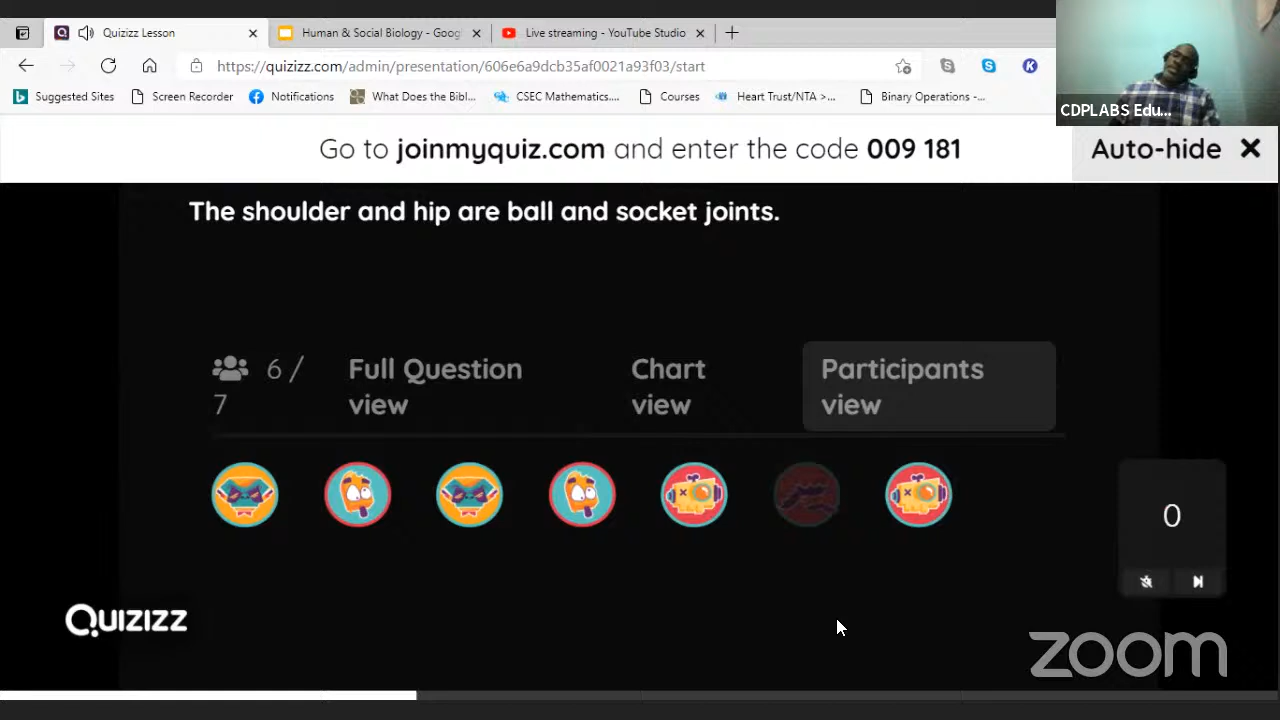 Quizizz Lesson
Human & Social Biology - Goog
Live streaming - YouTube Studio
https://quizizz.com/admin/presentation/606e6a9dcb35af0021a93f03/start
Suggested Sites
Screen Recorder
Notifications
What Does the Bibl...
CSEC Mathematics....
Courses
Heart Trust/NTA >...
Binary Operations -...
CDPLABS Edu...
Go to joinmyquiz.com and enter the code 009 181
Auto-hide
The shoulder and hip are ball and socket joints.
6 /
7
Full Question
view
Chart
view
Participants
view
0
Quizizz
zoom